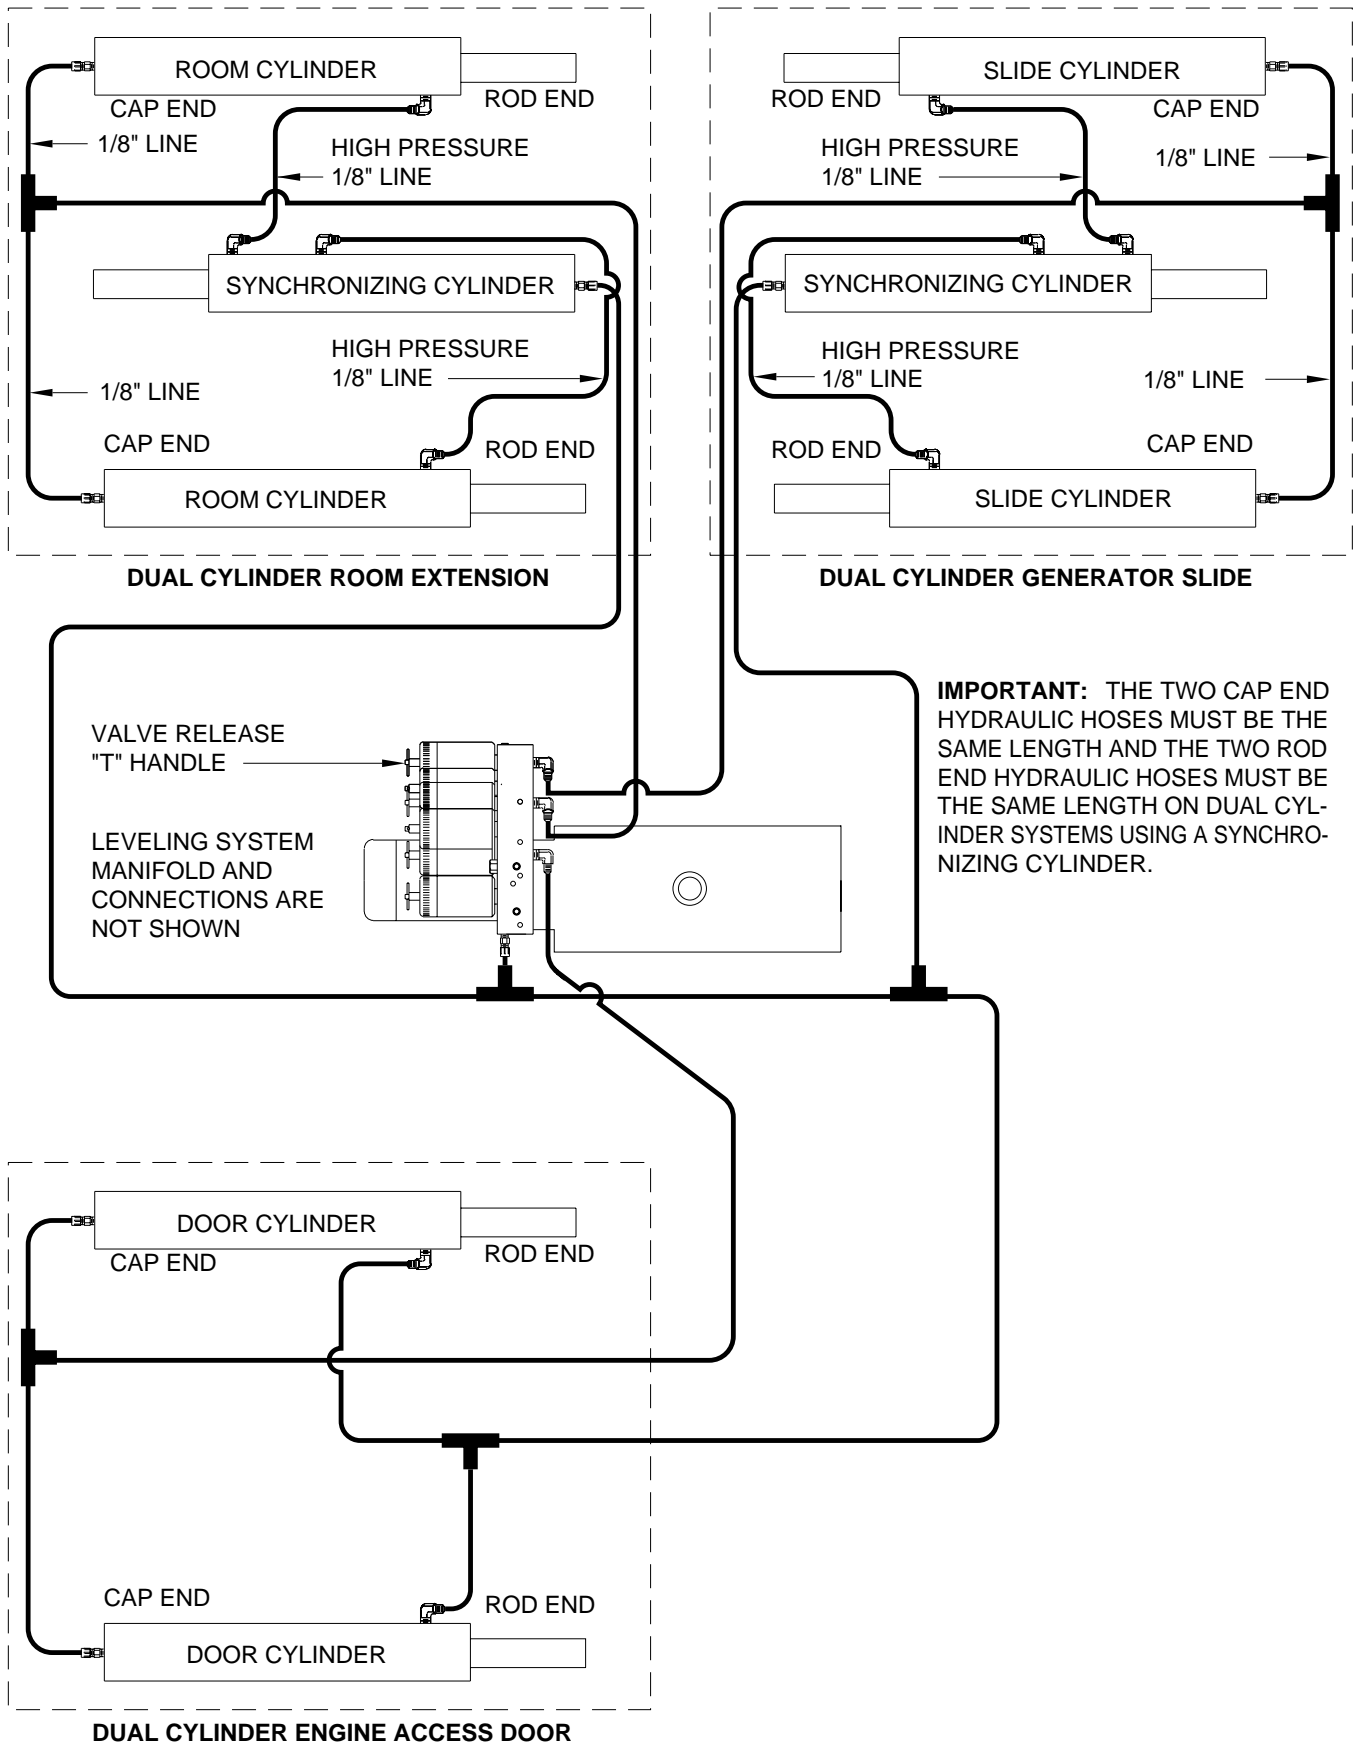 ROOM CYLINDER
CAP END
ROD END
1/8" LINE
HIGH PRESSURE
1/8" LINE
SYNCHRONIZING CYLINDER
HIGH PRESSURE
1/8" LINE
1/8" LINE
CAP END
ROD END
ROOM CYLINDER
DUAL CYLINDER ROOM EXTENSION
SLIDE CYLINDER
ROD END
CAP END
HIGH PRESSURE
1/8" LINE
1/8" LINE
SYNCHRONIZING CYLINDER
HIGH PRESSURE
1/8" LINE
1/8" LINE
ROD END
CAP END
SLIDE CYLINDER
DUAL CYLINDER GENERATOR SLIDE
IMPORTANT: THE TWO CAP END
HYDRAULIC HOSES MUST BE THE
SAME LENGTH AND THE TWO ROD
END HYDRAULIC HOSES MUST BE
THE SAME LENGTH ON DUAL CYL-
INDER SYSTEMS USING A SYNCHRO-
NIZING CYLINDER.
VALVE RELEASE
"T" HANDLE
LEVELING SYSTEM
MANIFOLD AND
CONNECTIONS ARE
NOT SHOWN
DOOR CYLINDER
CAP END
ROD END
CAP END
ROD END
DOOR CYLINDER
DUAL CYLINDER ENGINE ACCESS DOOR